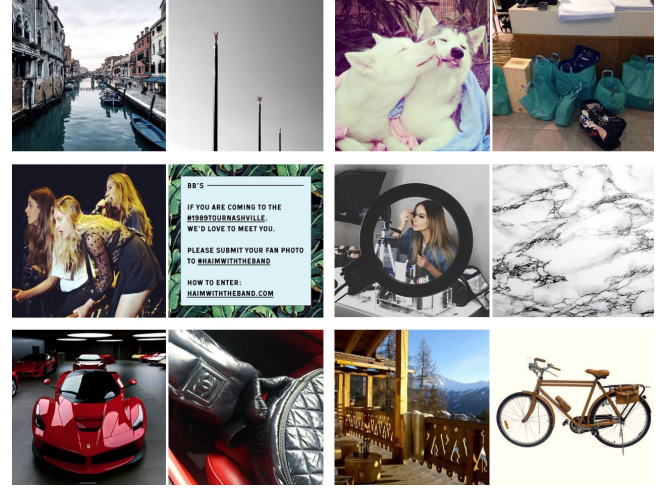 BB'S
IF YOU ARE COMING TO THE
#1989TOURNASHVILLE.
WE'D LOVE TO MEET YOU.
PLEASE SUBMIT YOUR FAN PHOTO
TO #HAIMWITHTHEBAND
HOW TO ENTER:
HAIMWITHTHEBAND.COM